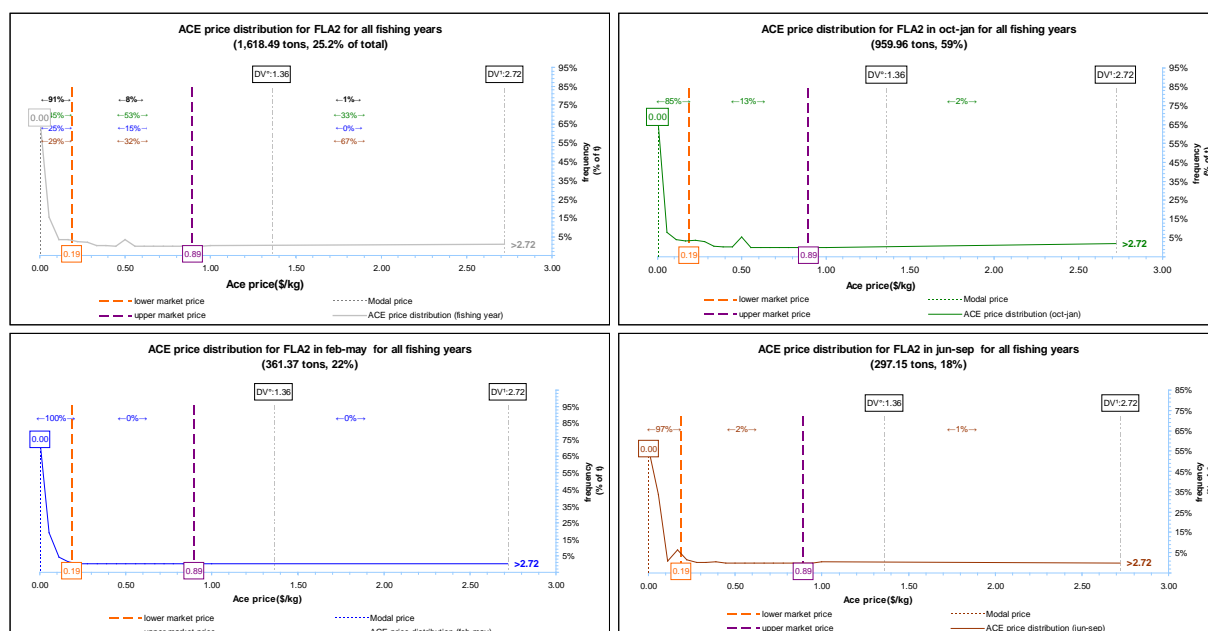 ACE price distribution for FLA2 for all fishing years
(1,618.49 tons, 25.2% of total)
DVº:1.36
DV¹:2.72
←91%→
←8%→
←1%→
←53%→
←33%→
←25%→
←15%→
←0%→
←29%→
←32%→
←67%→
0.00
95%
85%
75%
65%
55%
45%
35%
25%
15%
5%
frequency
(% of t)
>2.72
0.19
0.89
0.00
0.50
1.00
1.50
2.00
2.50
3.00
Ace price($/kg)
lower market price
Modal price
upper market price
ACE price distribution (fishing year)
ACE price distribution for FLA2 in oct-jan for all fishing years
(959.96 tons, 59%)
DVº:1.36
DV¹:2.72
←85%→
←13%→
←2%→
0.00
95%
85%
75%
65%
55%
45%
35%
25%
15%
5%
frequency
(% of t)
>2.72
0.19
0.89
0.00
0.50
1.00
1.50
2.00
2.50
3.00
Ace price($/kg)
lower market price
Modal price
upper market price
ACE price distribution (oct-jan)
ACE price distribution for FLA2 in feb-may for all fishing years
(361.37 tons, 22%)
DVº:1.36
DV¹:2.72
←100%→
←0%→
←0%→
0.00
95%
85%
75%
65%
55%
45%
35%
25%
15%
5%
frequency
(% of t)
>2.72
0.19
0.89
0.00
0.50
1.00
1.50
2.00
2.50
3.00
Ace price($/kg)
lower market price
Modal price
upper market price
ACE price distribution (feb-may)
ACE price distribution for FLA2 in jun-sep for all fishing years
(297.15 tons, 18%)
DVº:1.36
DV¹:2.72
←97%→
←2%→
←1%→
0.00
85%
75%
65%
55%
45%
35%
25%
15%
5%
frequency
>2.72
0.19
0.89
0.00
0.50
1.00
1.50
2.00
2.50
3.00
Ace price($/kg)
lower market price
Modal price
upper market price
ACE price distribution (jun-sep)